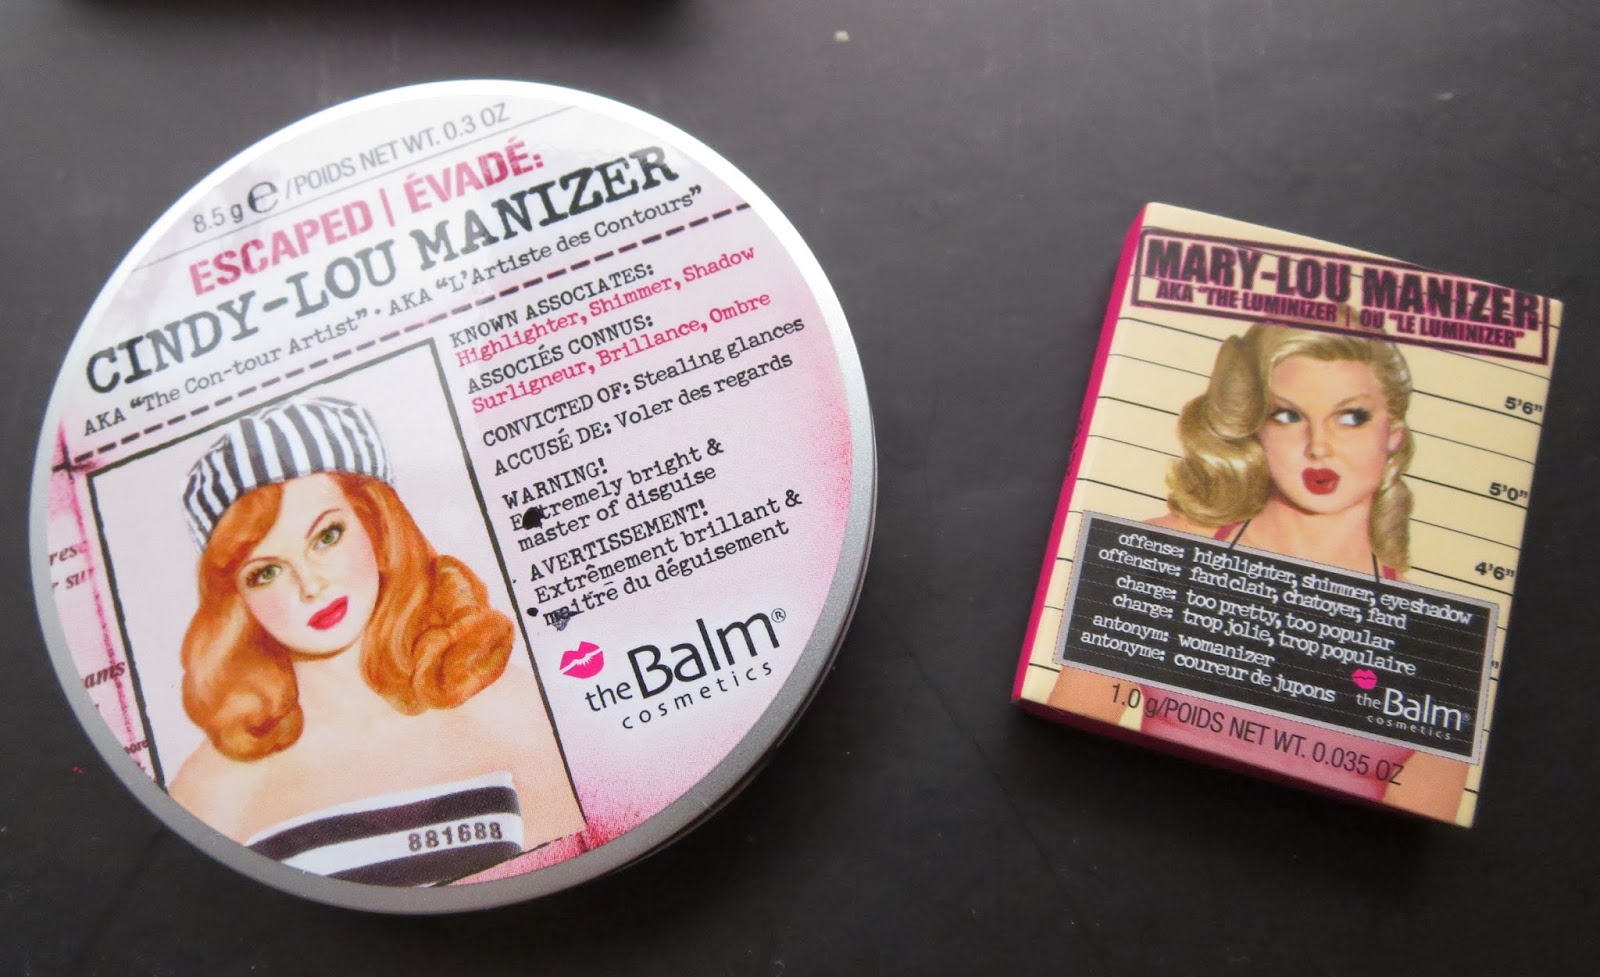 8.5 g e/POIDS NET WT. 0.3 OZ
ESCAPED | ÉVADÉ:
CINDY-LOU MANIZER
AKA "The Con-tour Artist" · AKA "L'Artiste des Contours"
KNOWN ASSOCIATES:
Highlighter, Shimmer, Shadow
ASSOCIÉS CONNUS:
Surligneur, Brillance, Ombre
CONVICTED OF: Stealing glances
ACCUSÉ DE: Voler des regards
WARNING!
Extremely bright &
master of disguise
AVERTISSEMENT!
Extrêmement brillant &
maître du déguisement
theBalm®
cosmetics
881688
MARY-LOU MANIZER
AKA "THE LUMINIZER | OU "LE LUMINIZER"
5'6"
5'0"
4'6"
offense: highlighter, shimmer, eyeshadow
offensive: fard clair, chatoyer, fard
charge: too pretty, too popular
charge: trop jolie, trop populaire
antonym: womanizer
antonyme: coureur de jupons
theBalm®
cosmetics
1.0 g/POIDS NET WT. 0.035 OZ